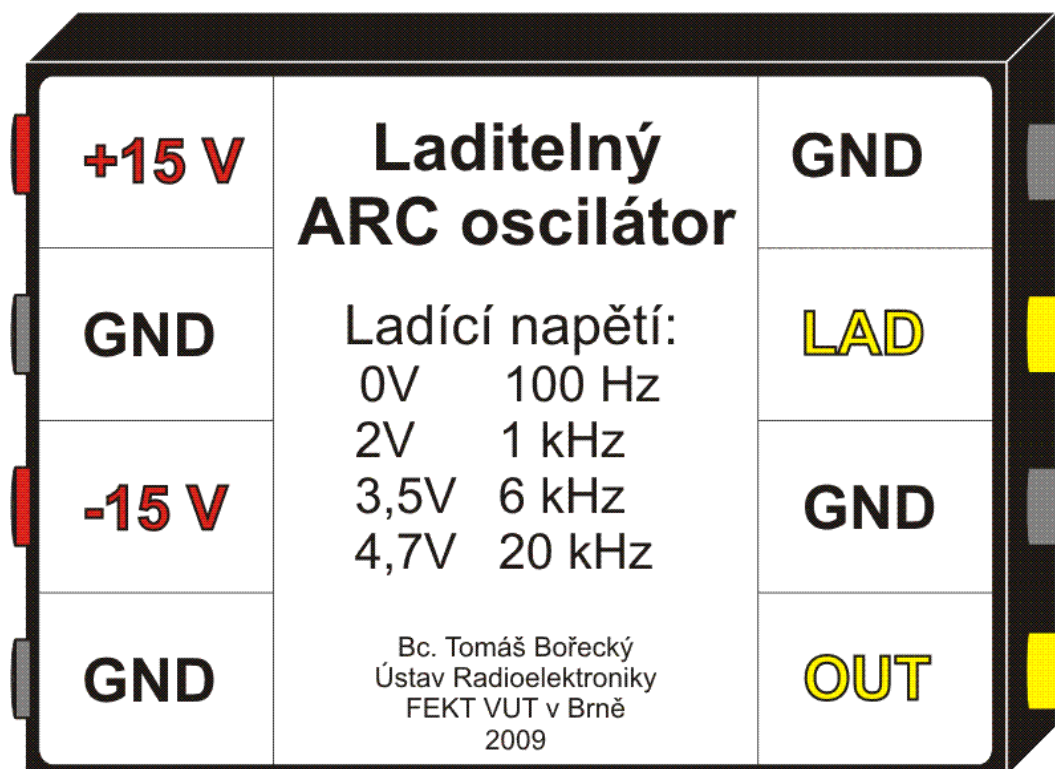 +15 V
GND
-15 V
GND
Laditelný
ARC oscilátor
Ladící napětí:
0V 100 Hz
2V 1 kHz
3,5V 6 kHz
4,7V 20 kHz
Bc. Tomáš Bořecký
Ústav Radioelektroniky
FEKT VUT v Brně
2009
GND
LAD
GND
OUT